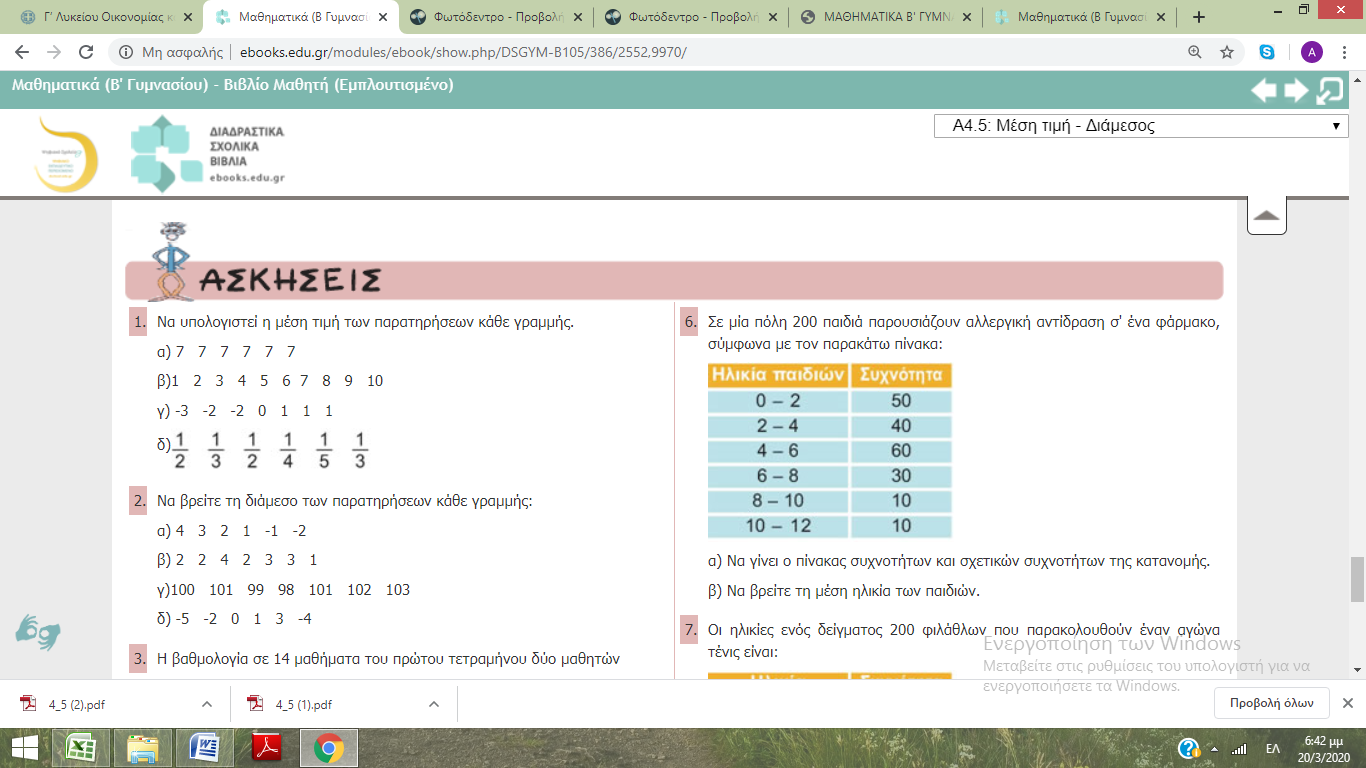 Γ' Λυκείου Οικονομίας κ
Μαθηματικά (Β Γυμνασί
Φωτόδεντρο - Προβολή
Φωτόδεντρο - Προβολή
ΜΑΘΗΜΑΤΙΚΑ Β' ΓΥΜΝ
Μαθηματικά (Β Γυμνασί
Μη ασφαλής
ebooks.edu.gr/modules/ebook/show.php/DSGYM-B105/386/2552,9970/
A
Μαθηματικά (Β' Γυμνασίου) - Βιβλίο Μαθητή (Εμπλουτισμένο)
ΔΙΑΔΡΑΣΤΙΚΑ
ΣΧΟΛΙΚΑ
ΒΙΒΛΙΑ
ebooks.edu.gr
A4.5: Μέση τιμή - Διάμεσος
ΑΣΚΗΣΕΙΣ
1. Να υπολογιστεί η μέση τιμή των παρατηρήσεων κάθε γραμμής.
α) 7 7 7 7 7 7
β)1 2 3 4 5 6 7 8 9 10
γ) -3 -2 -2 0 1 1 1
δ) 1/2 1/3 1/2 1/4 1/5 1/3
2. Να βρείτε τη διάμεσο των παρατηρήσεων κάθε γραμμής:
α) 4 3 2 1 -1 -2
β) 2 2 4 2 3 3 1
γ)100 101 99 98 101 102 103
δ) -5 -2 0 1 3 -4
3. Η βαθμολογία σε 14 μαθήματα του πρώτου τετραμήνου δύο μαθητών
6. Σε μία πόλη 200 παιδιά παρουσιάζουν αλλεργική αντίδραση σ' ένα φάρμακο,
σύμφωνα με τον παρακάτω πίνακα:
Ηλικία παιδιών Συχνότητα
0 – 2 50
2 – 4 40
4 – 6 60
6 – 8 30
8 – 10 10
10 – 12 10
α) Να γίνει ο πίνακας συχνοτήτων και σχετικών συχνοτήτων της κατανομής.
β) Να βρείτε τη μέση ηλικία των παιδιών.
7. Οι ηλικίες ενός δείγματος 200 φιλάθλων που παρακολουθούν έναν αγώνα
τένις είναι:
Ενεργοποίηση των Windows
Μεταβείτε στις ρυθμίσεις του υπολογιστή για να
ενεργοποιήσετε τα Windows.
4_5 (2).pdf
4_5 (1).pdf
Προβολή όλων
ΕΛ
6:42 μμ
20/3/2020